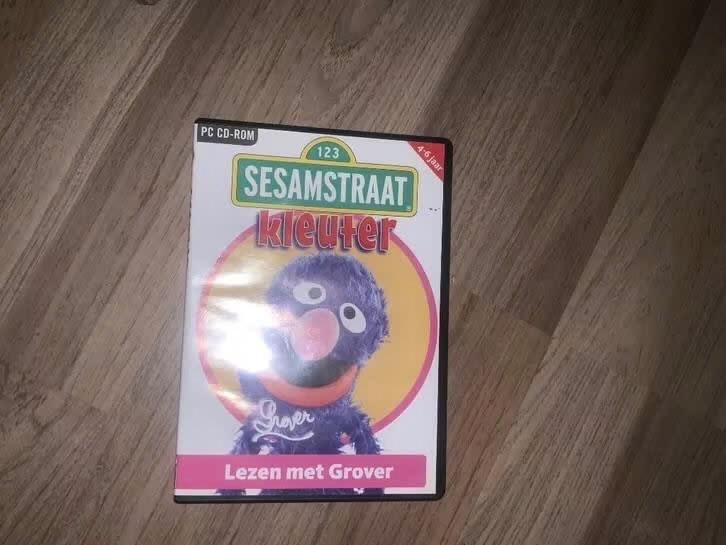 PC CD-ROM
4-6 jaar
123
SESAMSTRAAT
kleuter
Grover
Lezen met Grover